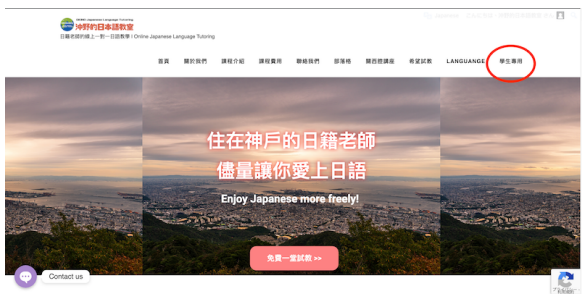 沖野的日本語教室
日籍老師的線上一對一日語教學 | Online Japanese Language Tutoring
首頁 關於我們 課程介紹 課程費用 聯絡我們 部落格 關西腔講座 希望試教 LANGUANGE 學生專用
住在神戶的日籍老師
儘量讓你愛上日語
Enjoy Japanese more freely!
免費一堂試教 >>
Contact us